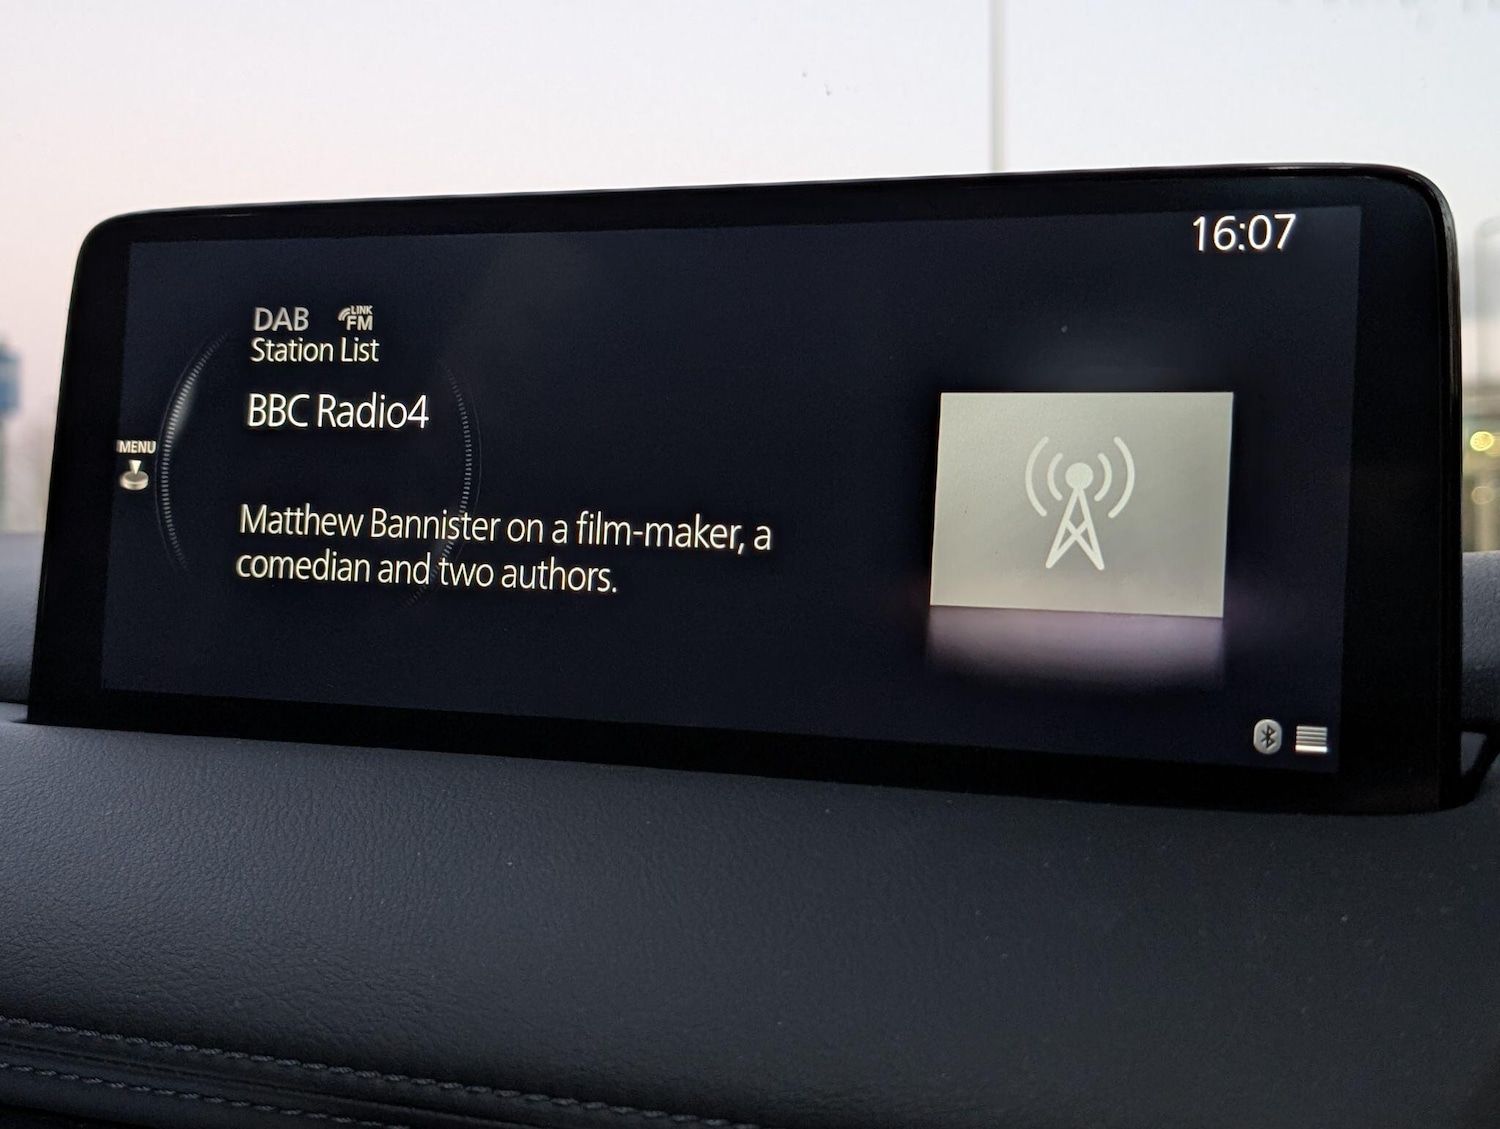 16:07
DAB LINK FM
Station List
BBC Radio4
MENU
Matthew Bannister on a film-maker, a
comedian and two authors.